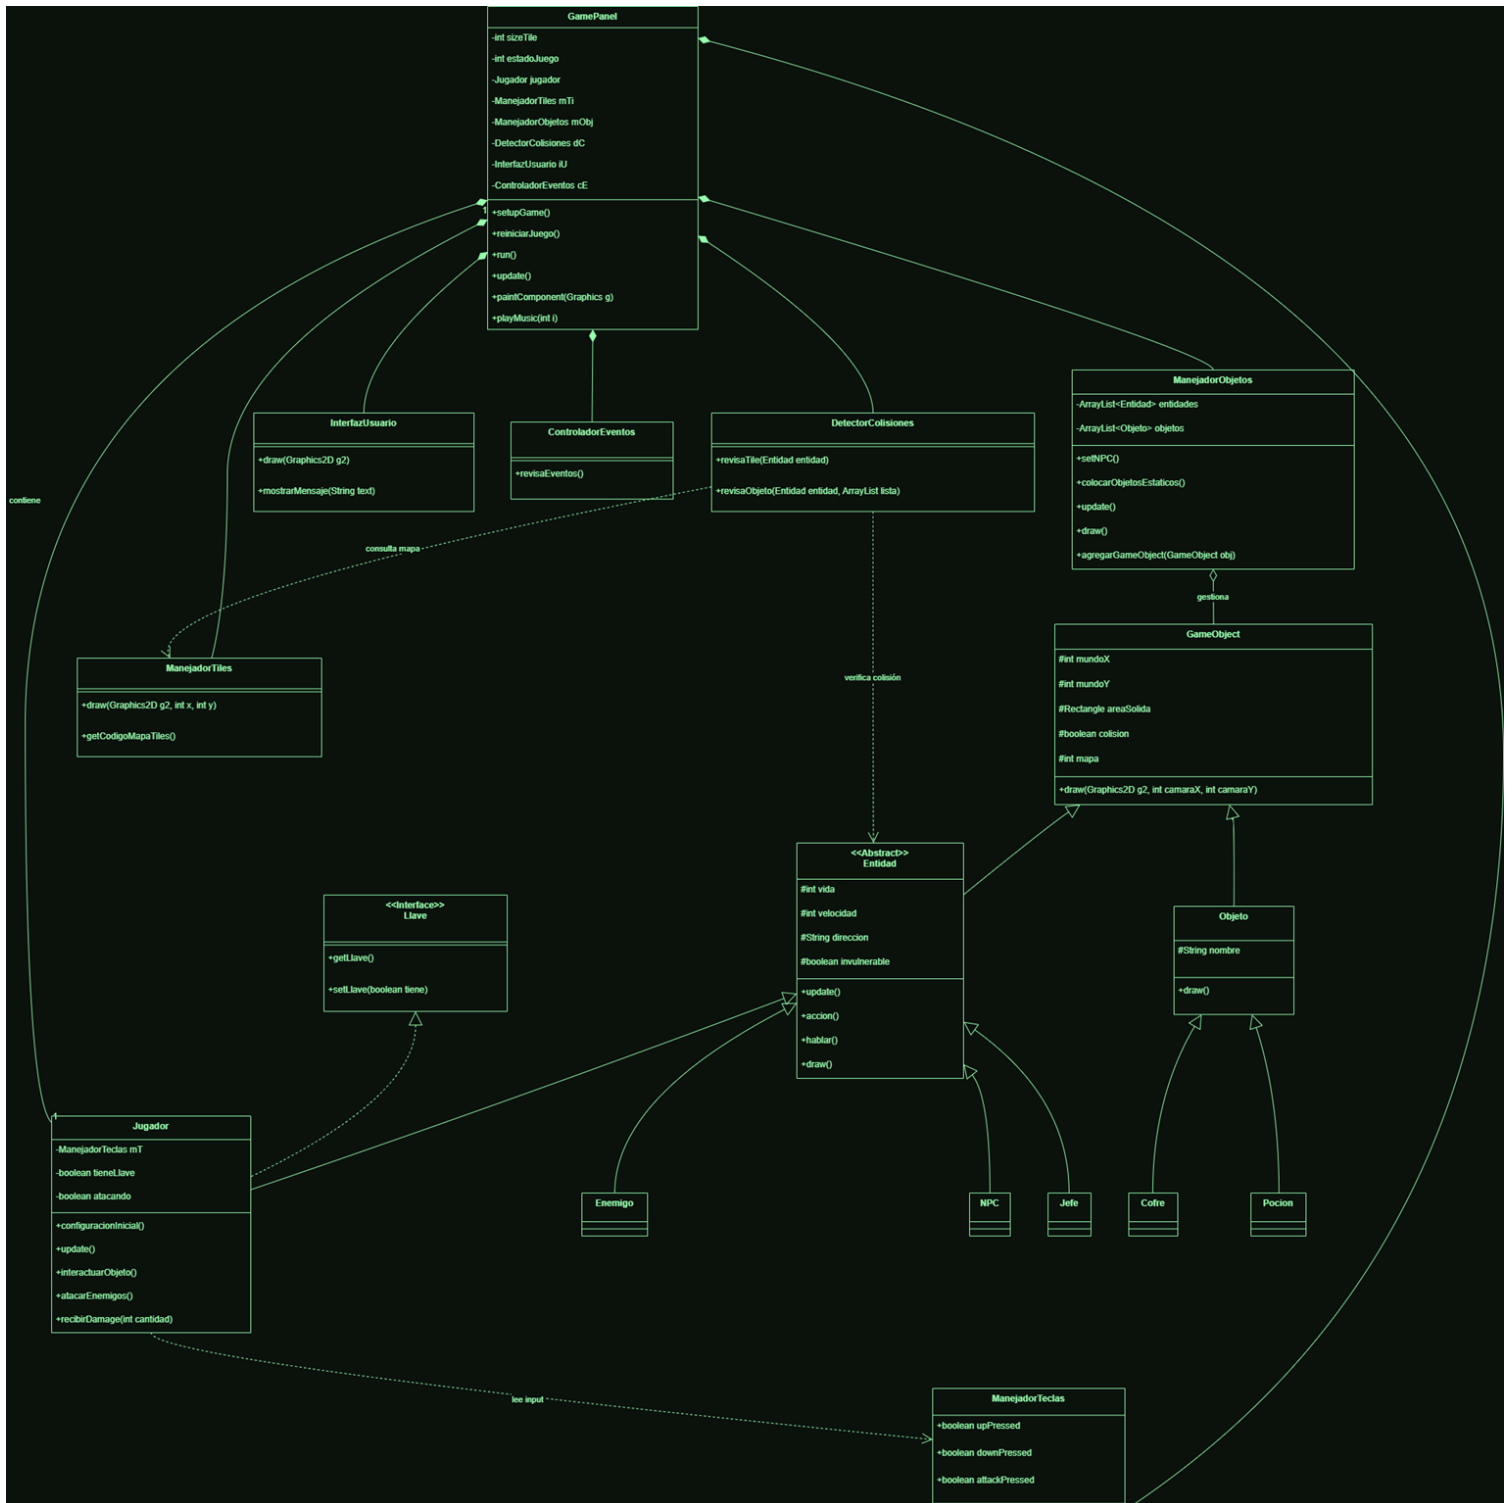 GamePanel
-int sizeTile
-int estadoJuego
-Jugador jugador
-ManejadorTiles mTi
-ManejadorObjetos mObj
-DetectorColisiones dC
-InterfazUsuario iU
-ControladorEventos cE
1
+setupGame()
+reiniciarJuego()
+run()
+update()
+paintComponent(Graphics g)
+playMusic(int i)
ManejadorObjetos
-ArrayList<Entidad> entidades
-ArrayList<Objeto> objetos
+setNPC()
+colocarObjetosEstaticos()
+update()
+draw()
+agregarGameObject(GameObject obj)
InterfazUsuario
+draw(Graphics2D g2)
+mostrarMensaje(String text)
ControladorEventos
+revisaEventos()
DetectorColisiones
+revisaTile(Entidad entidad)
+revisaObjeto(Entidad entidad, ArrayList lista)
contiene
consulta mapa
gestiona
GameObject
#int mundoX
#int mundoY
#Rectangle areaSolida
#boolean colision
#int mapa
+draw(Graphics2D g2, int camaraX, int camaraY)
ManejadorTiles
+draw(Graphics2D g2, int x, int y)
+getCodigoMapaTiles()
verifica colisión
<<Abstract>>
Entidad
#int vida
#int velocidad
#String direccion
#boolean invulnerable
+update()
+accion()
+hablar()
+draw()
<<Interface>>
Llave
+getLlave()
+setLlave(boolean tiene)
Objeto
#String nombre
+draw()
1
Jugador
-ManejadorTeclas mT
-boolean tieneLlave
-boolean atacando
+configuracionInicial()
+update()
+interactuarObjeto()
+atacarEnemigos()
+recibirDamage(int cantidad)
Enemigo
NPC
Jefe
Cofre
Pocion
lee input
ManejadorTeclas
+boolean upPressed
+boolean downPressed
+boolean attackPressed